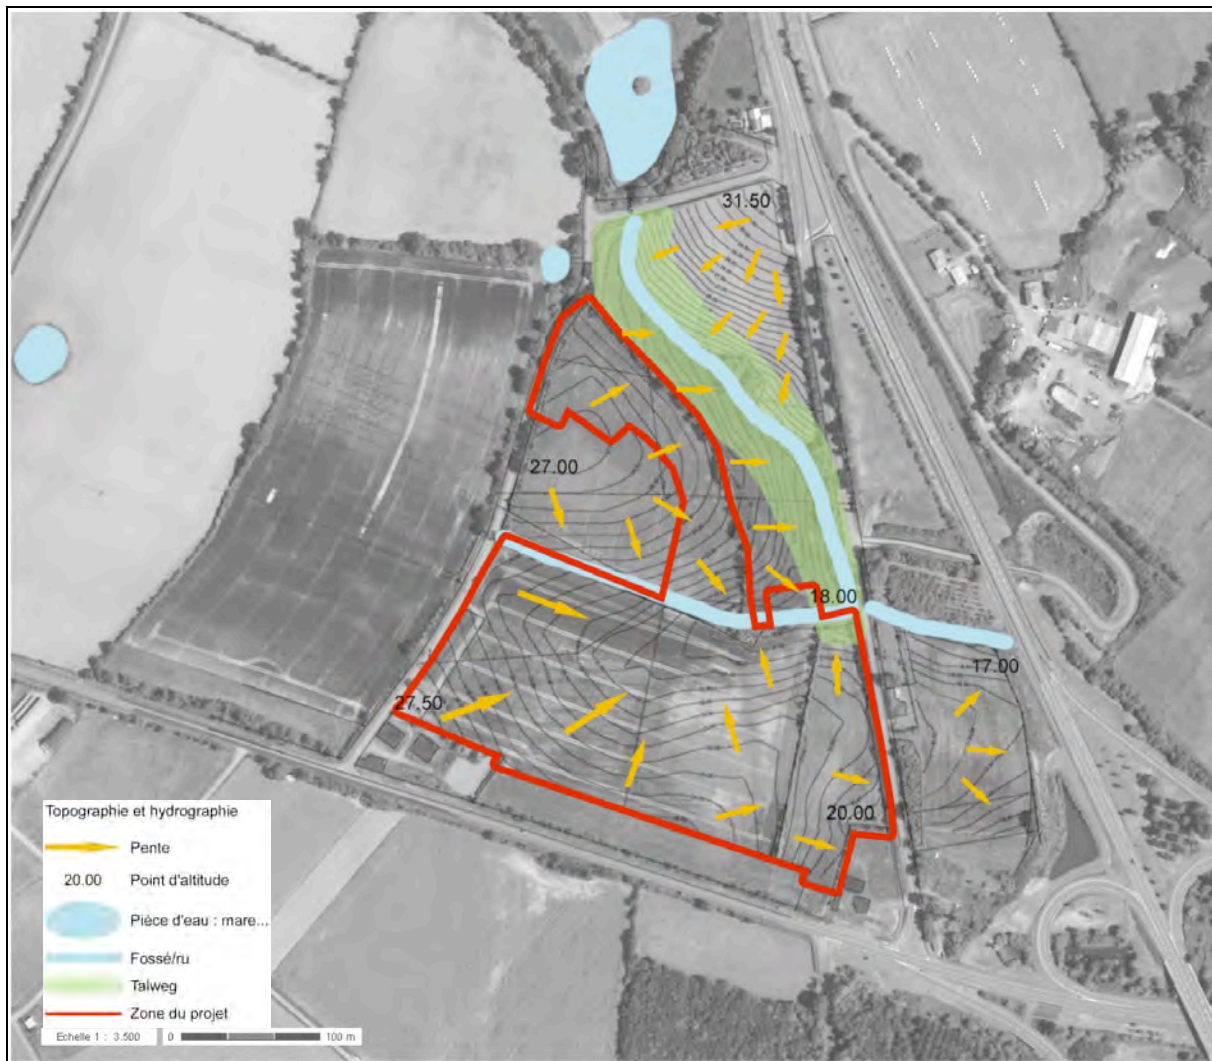 31.50
27.00
18.00
17.00
27.50
20.00
Topographie et hydrographie
Pente
20.00 Point d'altitude
Pièce d'eau : mare...
Fossé/ru
Talweg
Zone du projet
Echelle 1 : 3.500 0 100 m